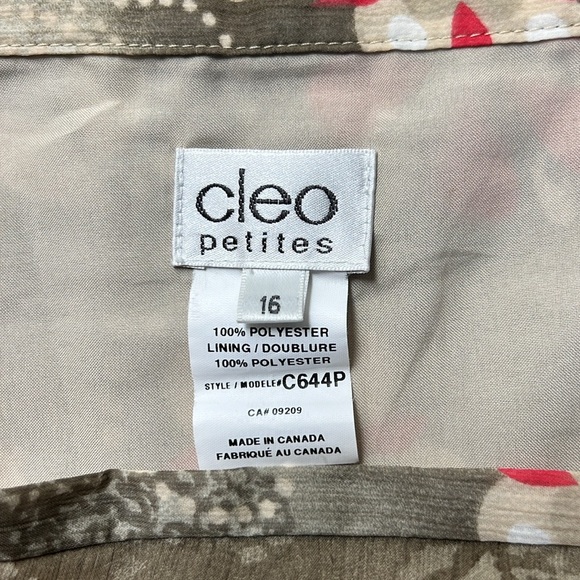 cleo
petites
16
100% POLYESTER
LINING / DOUBLURE
100% POLYESTER
STYLE / MODELE#C644P
CA# 09209
MADE IN CANADA
FABRIQUÉ AU CANADA